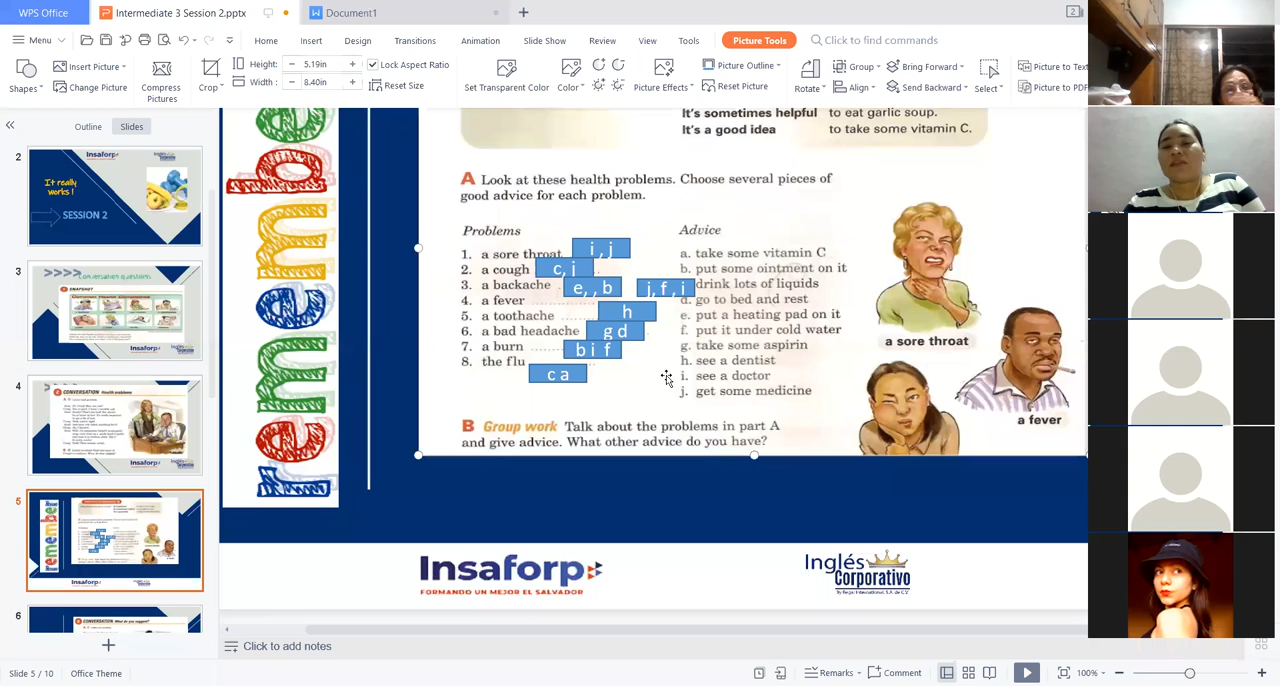 WPS Office
Intermediate 3 Session 2.pptx
Document1
2
Menu
Home
Insert
Design
Transitions
Animation
Slide Show
Review
View
Tools
Picture Tools
Click to find commands
Shapes
Insert Picture
Change Picture
Compress Pictures
Crop
Height: 5.19in
Width : 8.40in
Lock Aspect Ratio
Reset Size
Set Transparent Color
Color
Picture Effects
Picture Outline
Reset Picture
Rotate
Group
Align
Bring Forward
Send Backward
Select
Picture to Text
Picture to PDF
Outline
Slides
2
Insaforp
It really
works !
SESSION 2
3
>>>> Conversation questions
SNAPSHOT
4
CONVERSATION Health problems
5
remember
6
CONVERSATION What do you suggest?
remember
It's sometimes helpful to eat garlic soup.
It's a good idea to take some vitamin C.
A Look at these health problems. Choose several pieces of
good advice for each problem.
Problems
1. a sore throat i , j
2. a cough c, j
3. a backache e, , b
4. a fever j, f , i
5. a toothache h
6. a bad headache g d
7. a burn b i f
8. the flu c a
Advice
a. take some vitamin C
b. put some ointment on it
drink lots of liquids
d. go to bed and rest
e. put a heating pad on it
f. put it under cold water
g. take some aspirin
h. see a dentist
i. see a doctor
j. get some medicine
a sore throat
a fever
B Group work Talk about the problems in part A
and give advice. What other advice do you have?
Insaforp
FORMANDO UN MEJOR EL SALVADOR
Inglés
Corporativo
Click to add notes
Slide 5 / 10
Office Theme
Remarks
Comment
100%